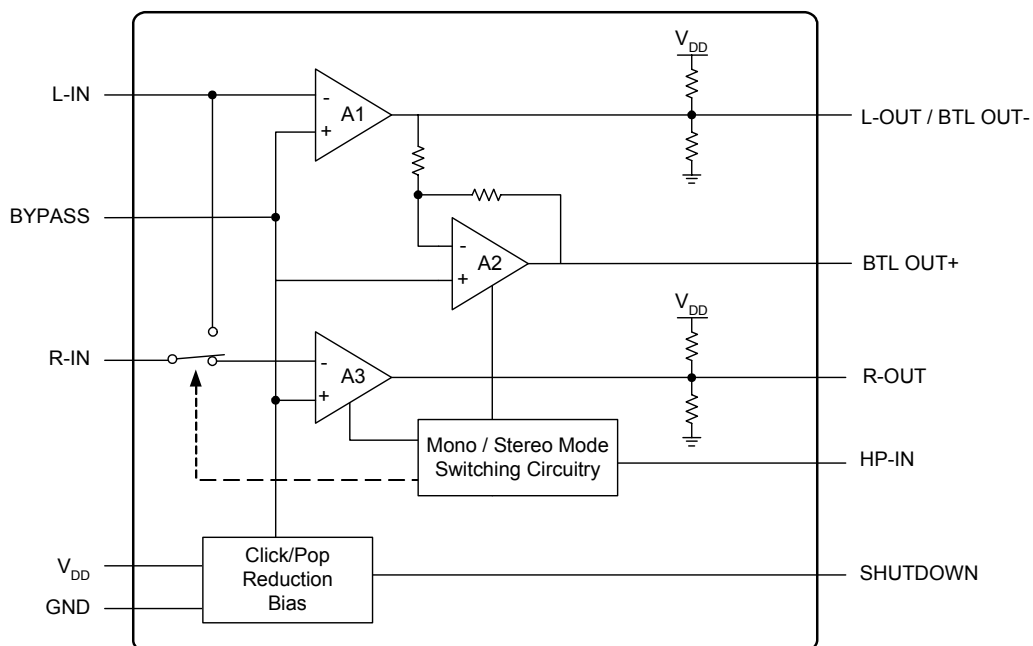 V_DD
L-IN
-
A1
+
L-OUT / BTL OUT-
BYPASS
-
A2
+
BTL OUT+
V_DD
R-IN
-
A3
+
R-OUT
Mono / Stereo Mode
Switching Circuitry
HP-IN
V_DD
GND
Click/Pop
Reduction
Bias
SHUTDOWN